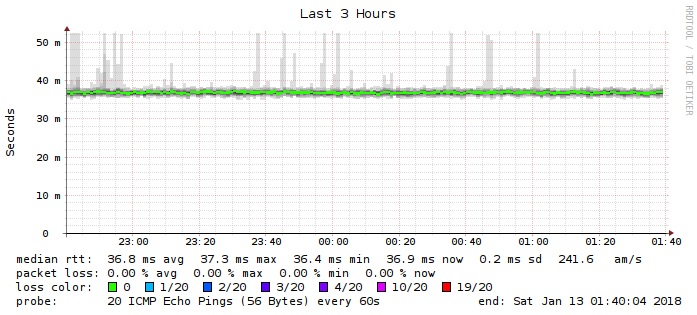 Last 3 Hours
RRDTOOL / TOBI OETIKER
Seconds
50 m
40 m
30 m
20 m
10 m
0
23:00 23:20 23:40 00:00 00:20 00:40 01:00 01:20 01:40
median rtt: 36.8 ms avg 37.3 ms max 36.4 ms min 36.9 ms now 0.2 ms sd 241.6 am/s
packet loss: 0.00 % avg 0.00 % max 0.00 % min 0.00 % now
loss color: 0 1/20 2/20 3/20 4/20 10/20 19/20
probe: 20 ICMP Echo Pings (56 Bytes) every 60s end: Sat Jan 13 01:40:04 2018